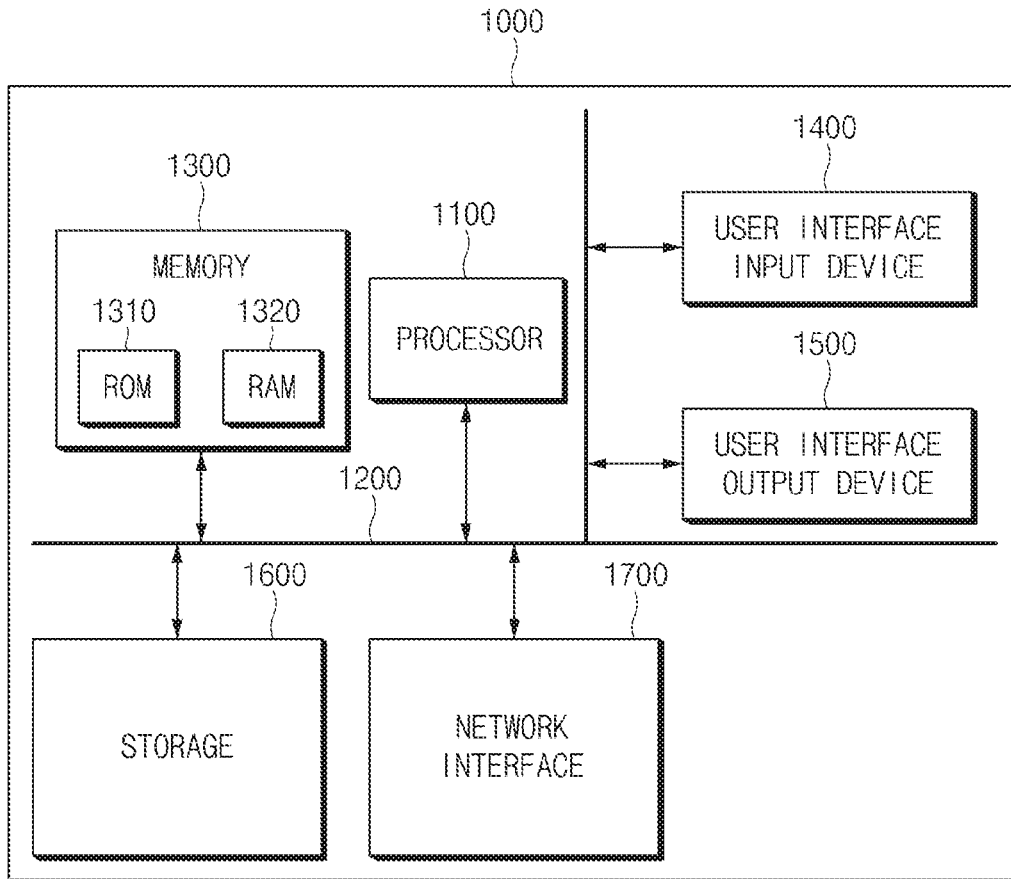 1000
1300
MEMORY
1310
ROM
1320
RAM
1100
PROCESSOR
1400
USER INTERFACE
INPUT DEVICE
1500
USER INTERFACE
OUTPUT DEVICE
1200
1600
STORAGE
1700
NETWORK
INTERFACE